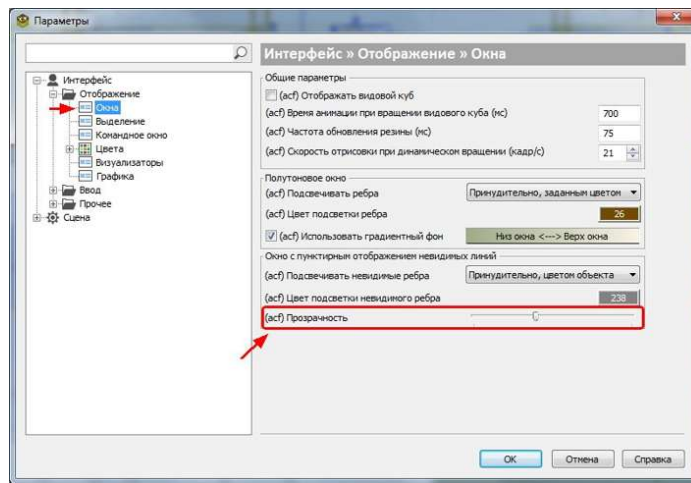 Параметры
Интерфейс » Отображение » Окна
Интерфейс
Отображение
Окна
Выделение
Командное окно
Цвета
Визуализаторы
Графика
Ввод
Прочее
Сцена
Общие параметры
(acf) Отображать видовой куб
(acf) Время анимации при вращении видового куба (мс) 700
(acf) Частота обновления резины (мс) 75
(acf) Скорость отрисовки при динамическом вращении (кадр/с) 21
Полутоновое окно
(acf) Подсвечивать ребра Принудительно, заданным цветом
(acf) Цвет подсветки ребра 26
(acf) Использовать градиентный фон Низ окна <---> Верх окна
Окно с пунктирным отображением невидимых линий
(acf) Подсвечивать невидимые ребра Принудительно, цветом объекта
(acf) Цвет подсветки невидимого ребра 238
(acf) Прозрачность
ОК Отмена Справка